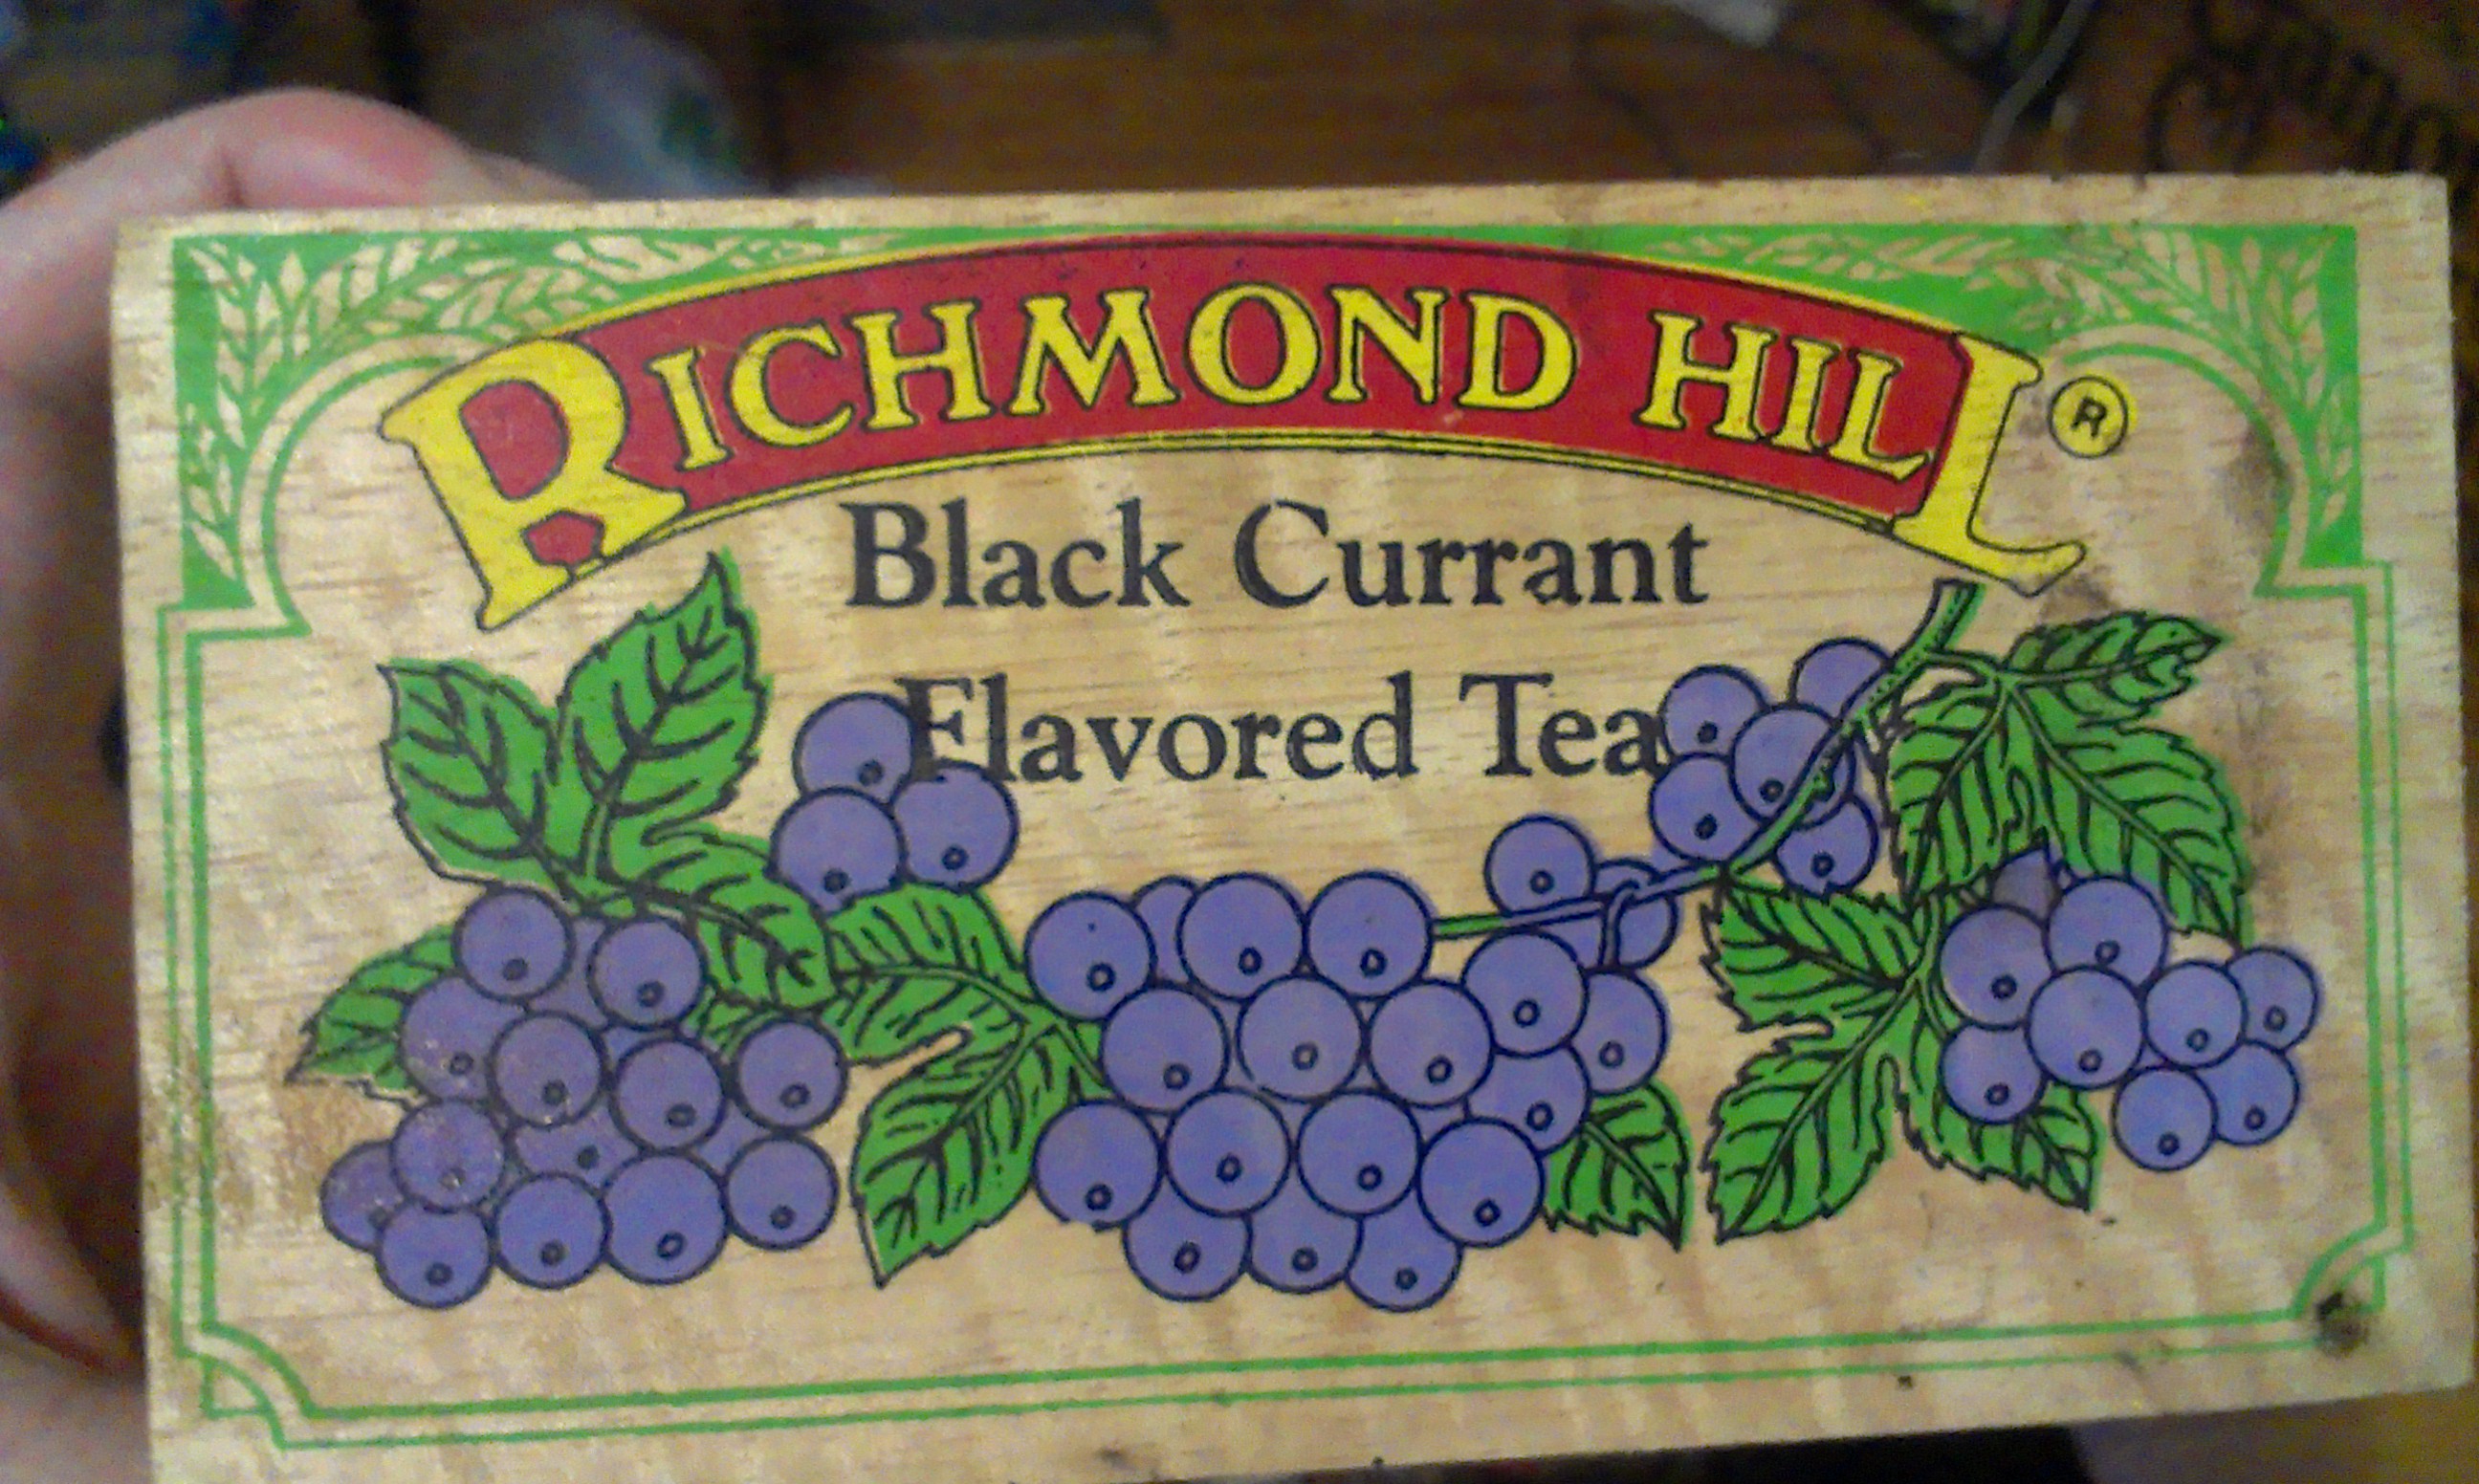 RICHMOND HILL®
Black Currant
Flavored Tea